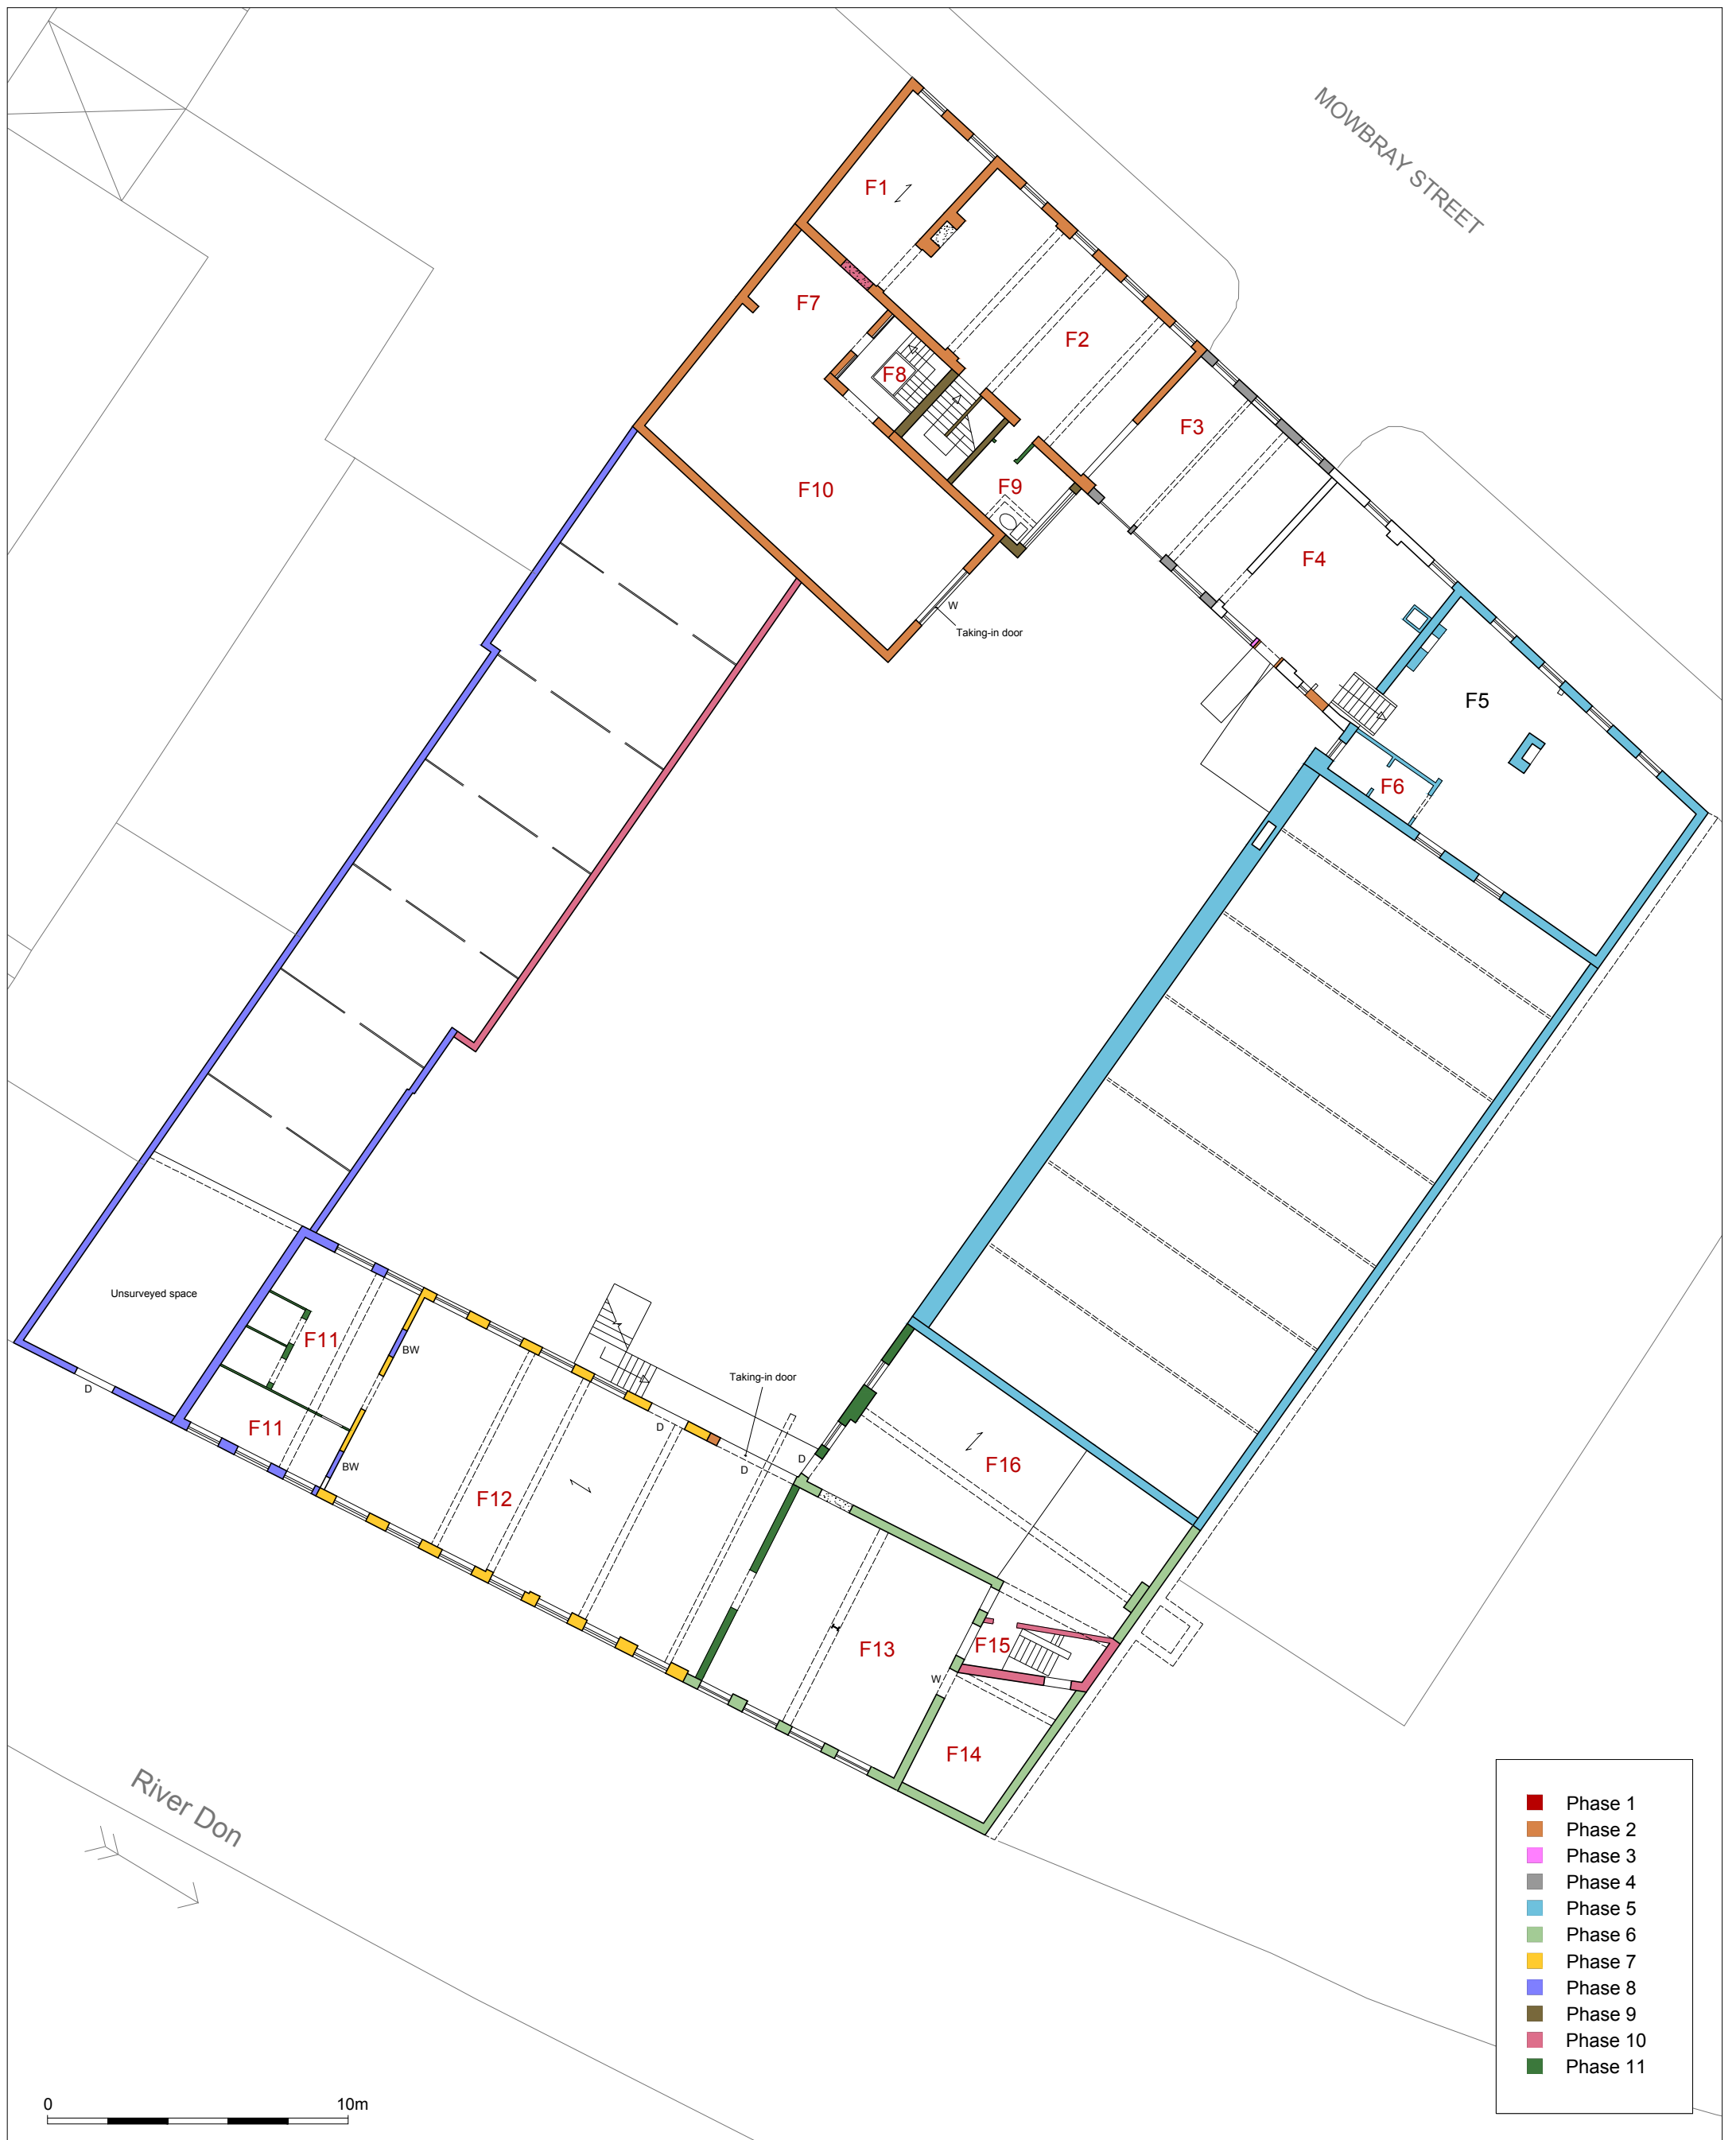 MOWBRAY STREET
F1
F7
F2
F8
F3
F9
F10
F4
W
Taking-in door
F5
F6
Unsurveyed space
F11
BW
D
Taking-in door
F11
BW
D
D
D
F12
F16
F13
F15
W
F14
River Don
Phase 1
Phase 2
Phase 3
Phase 4
Phase 5
Phase 6
Phase 7
Phase 8
Phase 9
Phase 10
Phase 11
0 10m